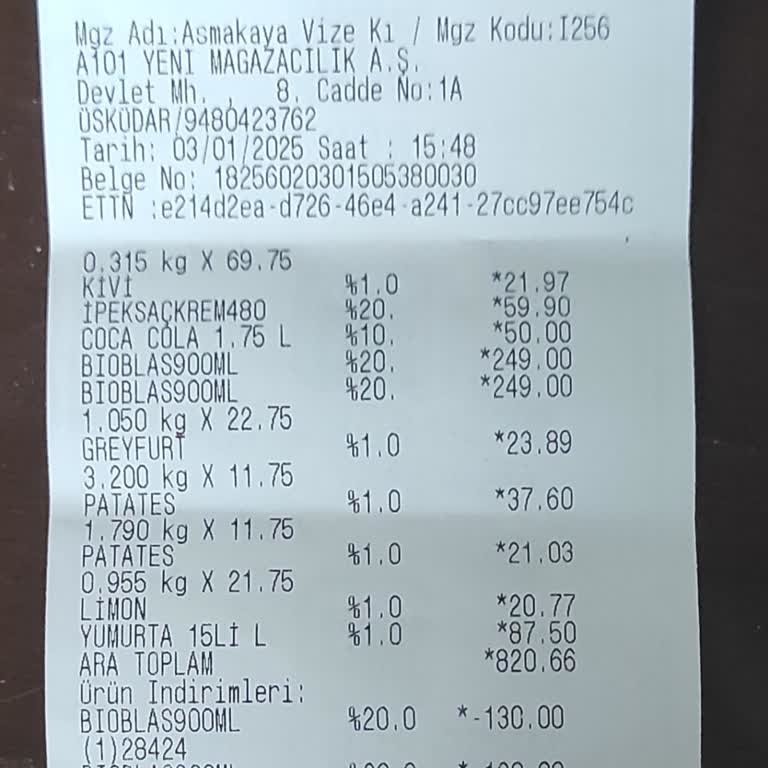 Mgz Adı:Asmakaya Vize Kı / Mgz Kodu:I256
A101 YENİ MAGAZACILIK A.Ş.
Devlet Mh. , 8. Cadde No:1A
ÜSKÜDAR/9480423762
Tarih: 03/01/2025 Saat : 15:48
Belge No: 18256020301505380030
ETTN :e214d2ea-d726-46e4-a241-27cc97ee754c
0.315 kg X 69.75
KİVİ %1.0 *21.97
İPEKSAÇKREM480 %20. *59.90
COCA COLA 1.75 L %10. *50.00
BIOBLAS900ML %20. *249.00
BIOBLAS900ML %20. *249.00
1.050 kg X 22.75
GREYFURT %1.0 *23.89
3.200 kg X 11.75
PATATES %1.0 *37.60
1.790 kg X 11.75
PATATES %1.0 *21.03
0.955 kg X 21.75
LİMON %1.0 *20.77
YUMURTA 15Lİ L %1.0 *87.50
ARA TOPLAM *820.66
Ürün İndirimleri:
BIOBLAS900ML %20.0 *-130.00
(1)28424